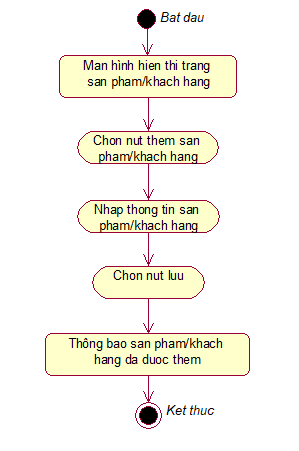 Bat dau
Man hình hien thi trang
san pham/khach hang
Chon nut them san
pham/khach hang
Nhap thong tin san
pham/khach hang
Chon nut luu
Thông bao san pham/khach
hang da duoc them
Ket thuc